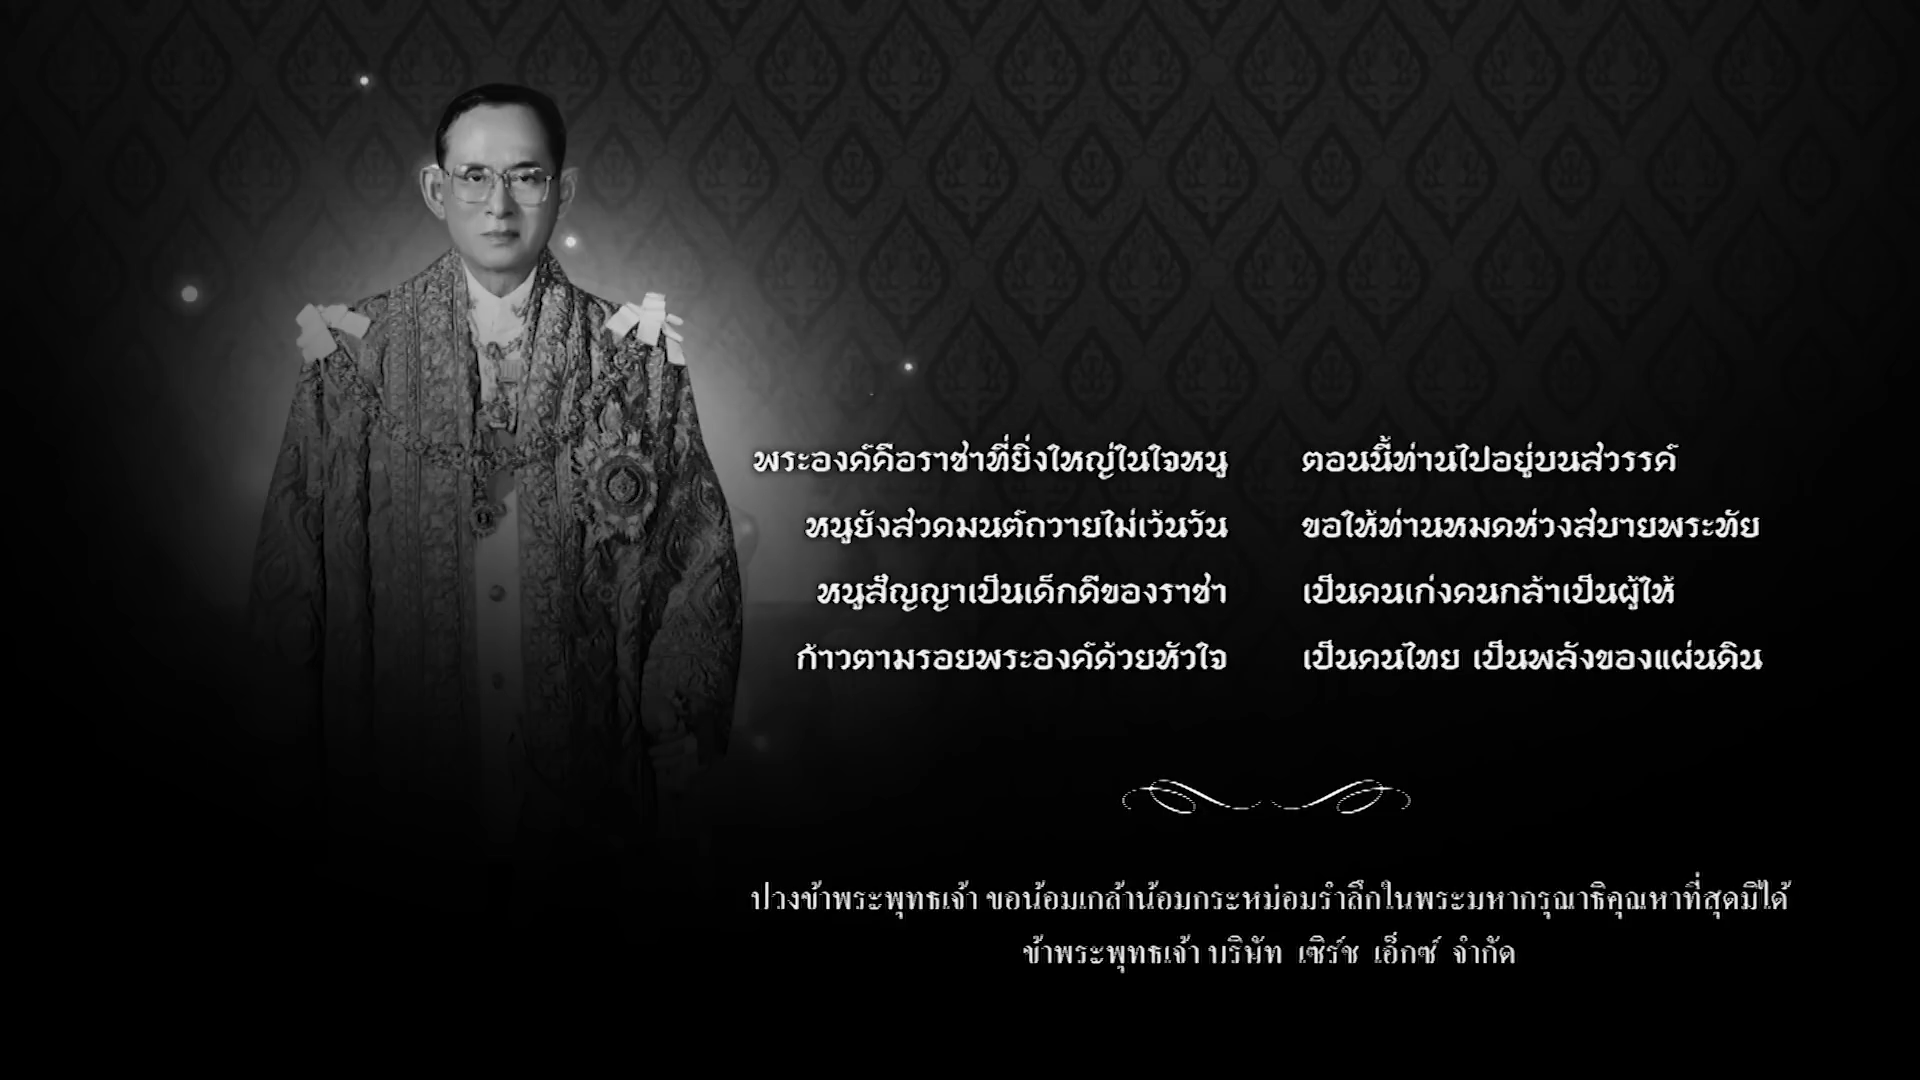 พระองค์คือราชาที่ยิ่งใหญ่ในใจหนู ตอนนี้ท่านไปอยู่บนสวรรค์
หนูยังสวดมนต์ถวายไม่เว้นวัน ขอให้ท่านหมดห่วงสบายพระทัย
หนูสัญญาเป็นเด็กดีของราชา เป็นคนเก่งคนกล้าเป็นผู้ให้
ก้าวตามรอยพระองค์ด้วยหัวใจ เป็นคนไทย เป็นพลังของแผ่นดิน
ปวงข้าพระพุทธเจ้า ขอน้อมเกล้าน้อมกระหม่อมรำลึกในพระมหากรุณาธิคุณหาที่สุดมิได้
ข้าพระพุทธเจ้า บริษัท เซิร์ช เอ็กซ์ จำกัด